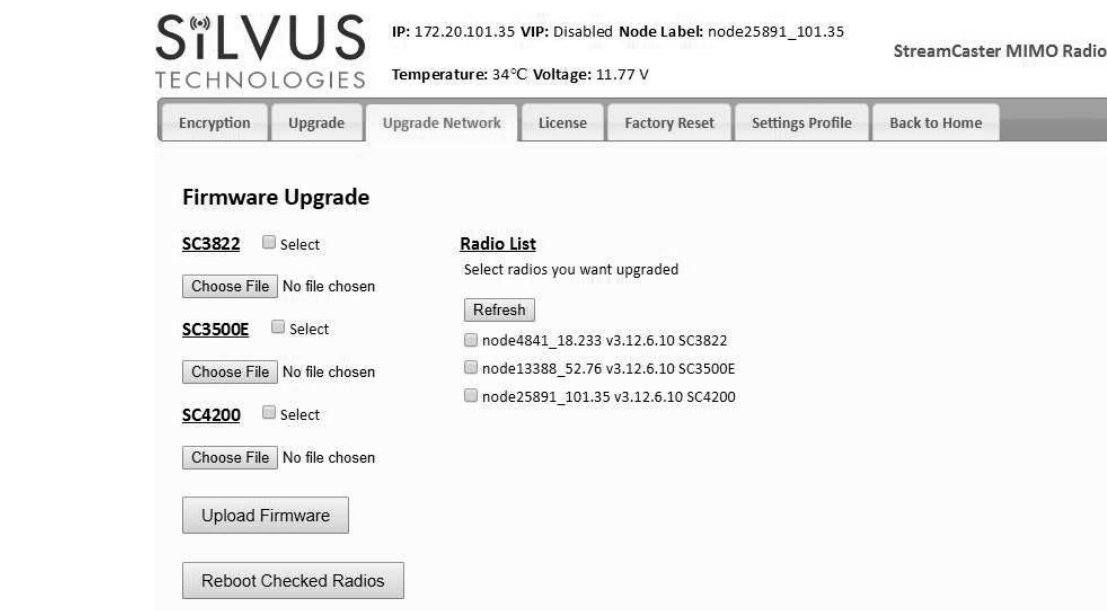 SiLVUS
TECHNOLOGIES
IP: 172.20.101.35 VIP: Disabled Node Label: node25891_101.35
Temperature: 34°C Voltage: 11.77 V
StreamCaster MIMO Radio
Encryption Upgrade Upgrade Network License Factory Reset Settings Profile Back to Home
Firmware Upgrade
SC3822 Select
Choose File No file chosen
SC3500E Select
Choose File No file chosen
SC4200 Select
Choose File No file chosen
Upload Firmware
Reboot Checked Radios
Radio List
Select radios you want upgraded
Refresh
node4841_18.233 v3.12.6.10 SC3822
node13388_52.76 v3.12.6.10 SC3500E
node25891_101.35 v3.12.6.10 SC4200